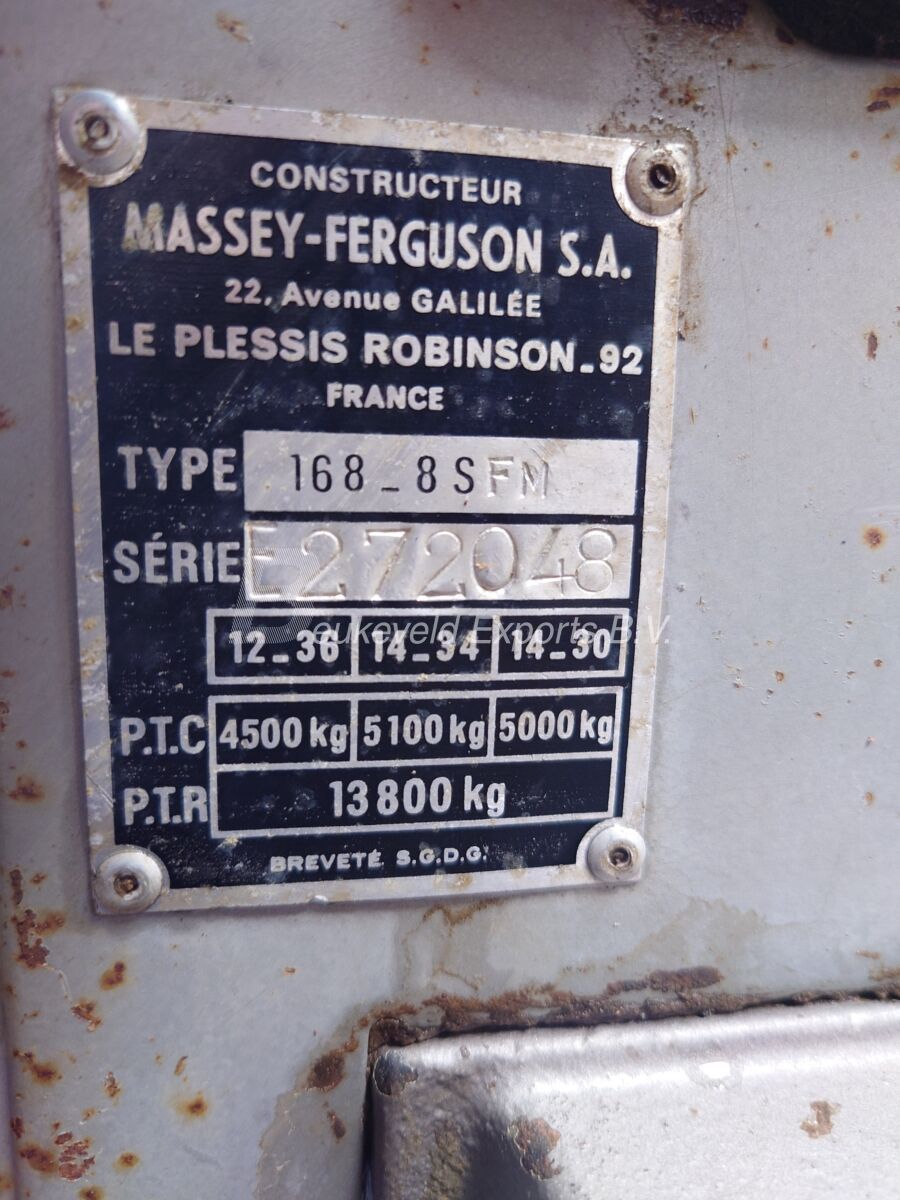 CONSTRUCTEUR
MASSEY-FERGUSON S.A.
22, Avenue GALILÉE
LE PLESSIS ROBINSON_92
FRANCE
TYPE 168_8SFM
SÉRIE E272048
Beukeveld Exports B.V.
12_36 14_34 14_30
P.T.C 4500 kg 5100 kg 5000 kg
P.T.R 13800 kg
BREVETÉ S.G.D.G.